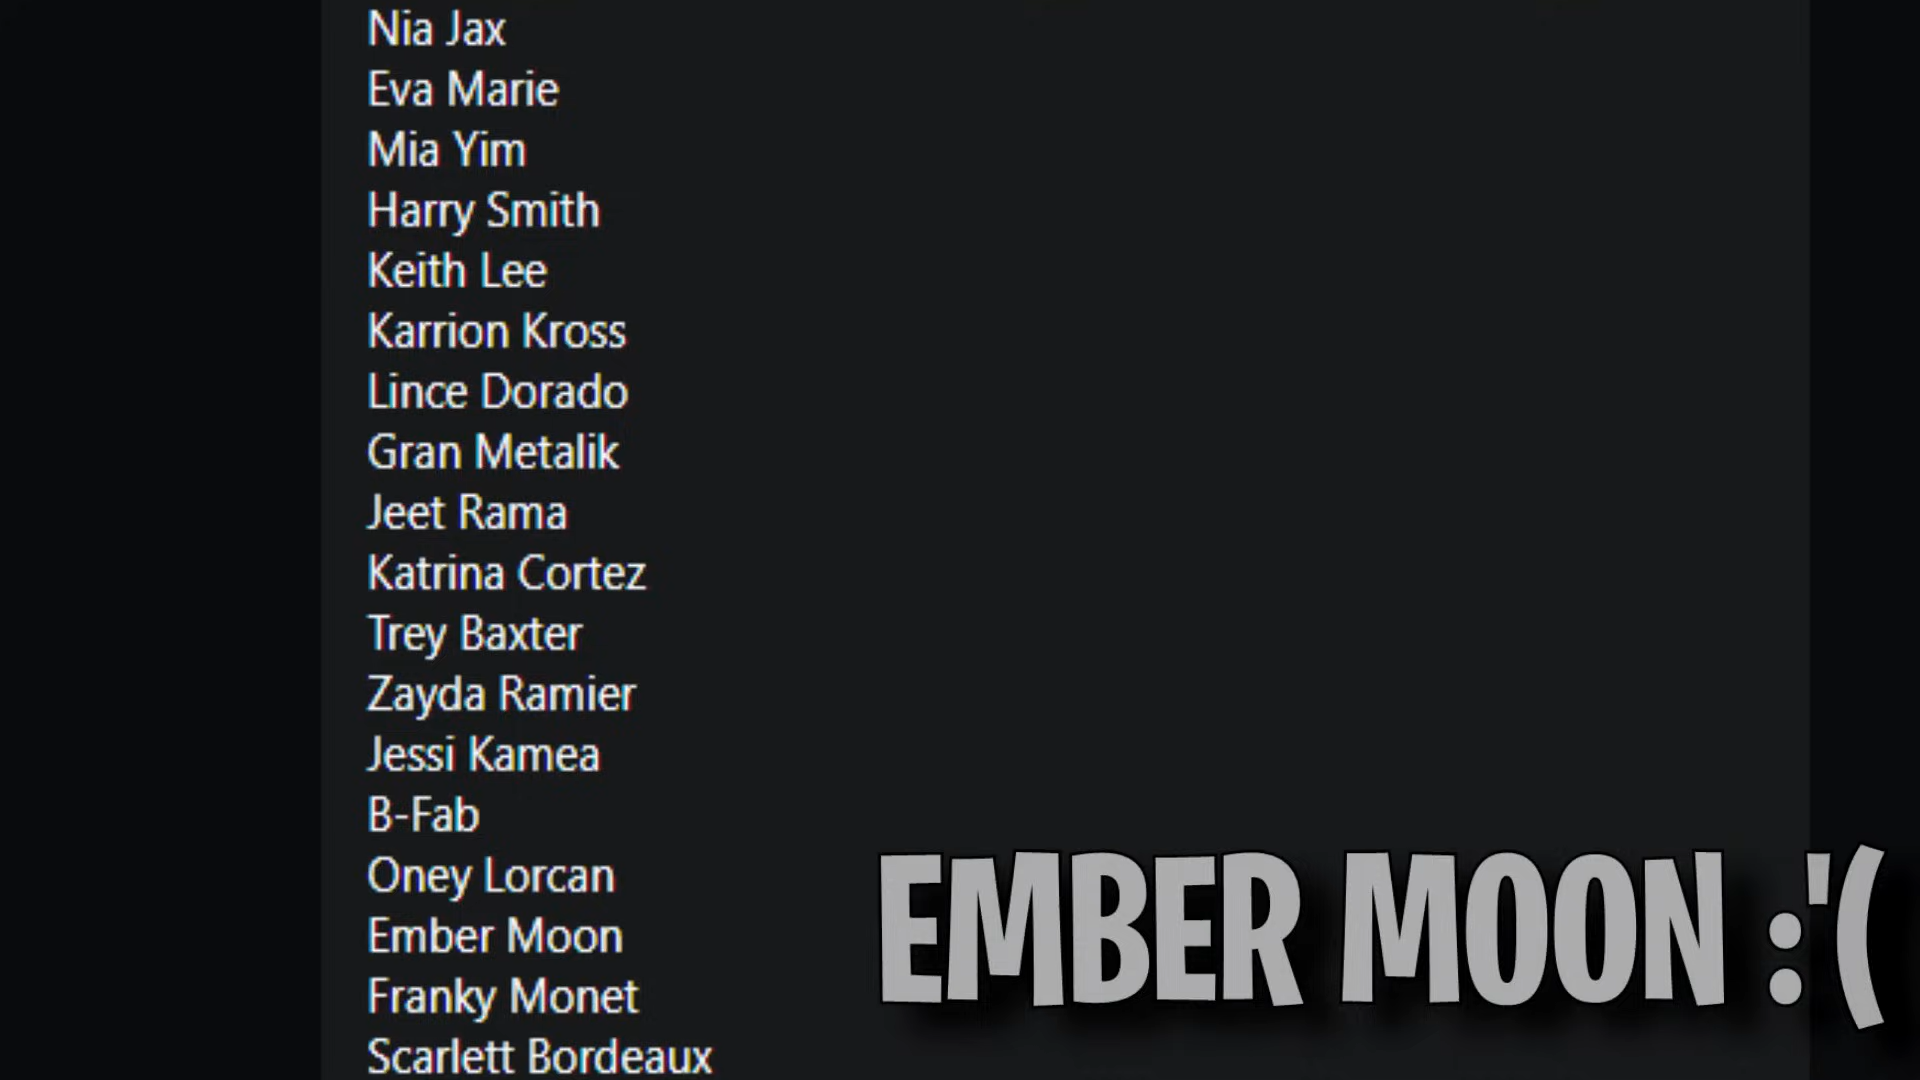 Nia Jax
Eva Marie
Mia Yim
Harry Smith
Keith Lee
Karrion Kross
Lince Dorado
Gran Metalik
Jeet Rama
Katrina Cortez
Trey Baxter
Zayda Ramier
Jessi Kamea
B-Fab
Oney Lorcan
Ember Moon
Franky Monet
Scarlett Bordeaux
EMBER MOON :'(